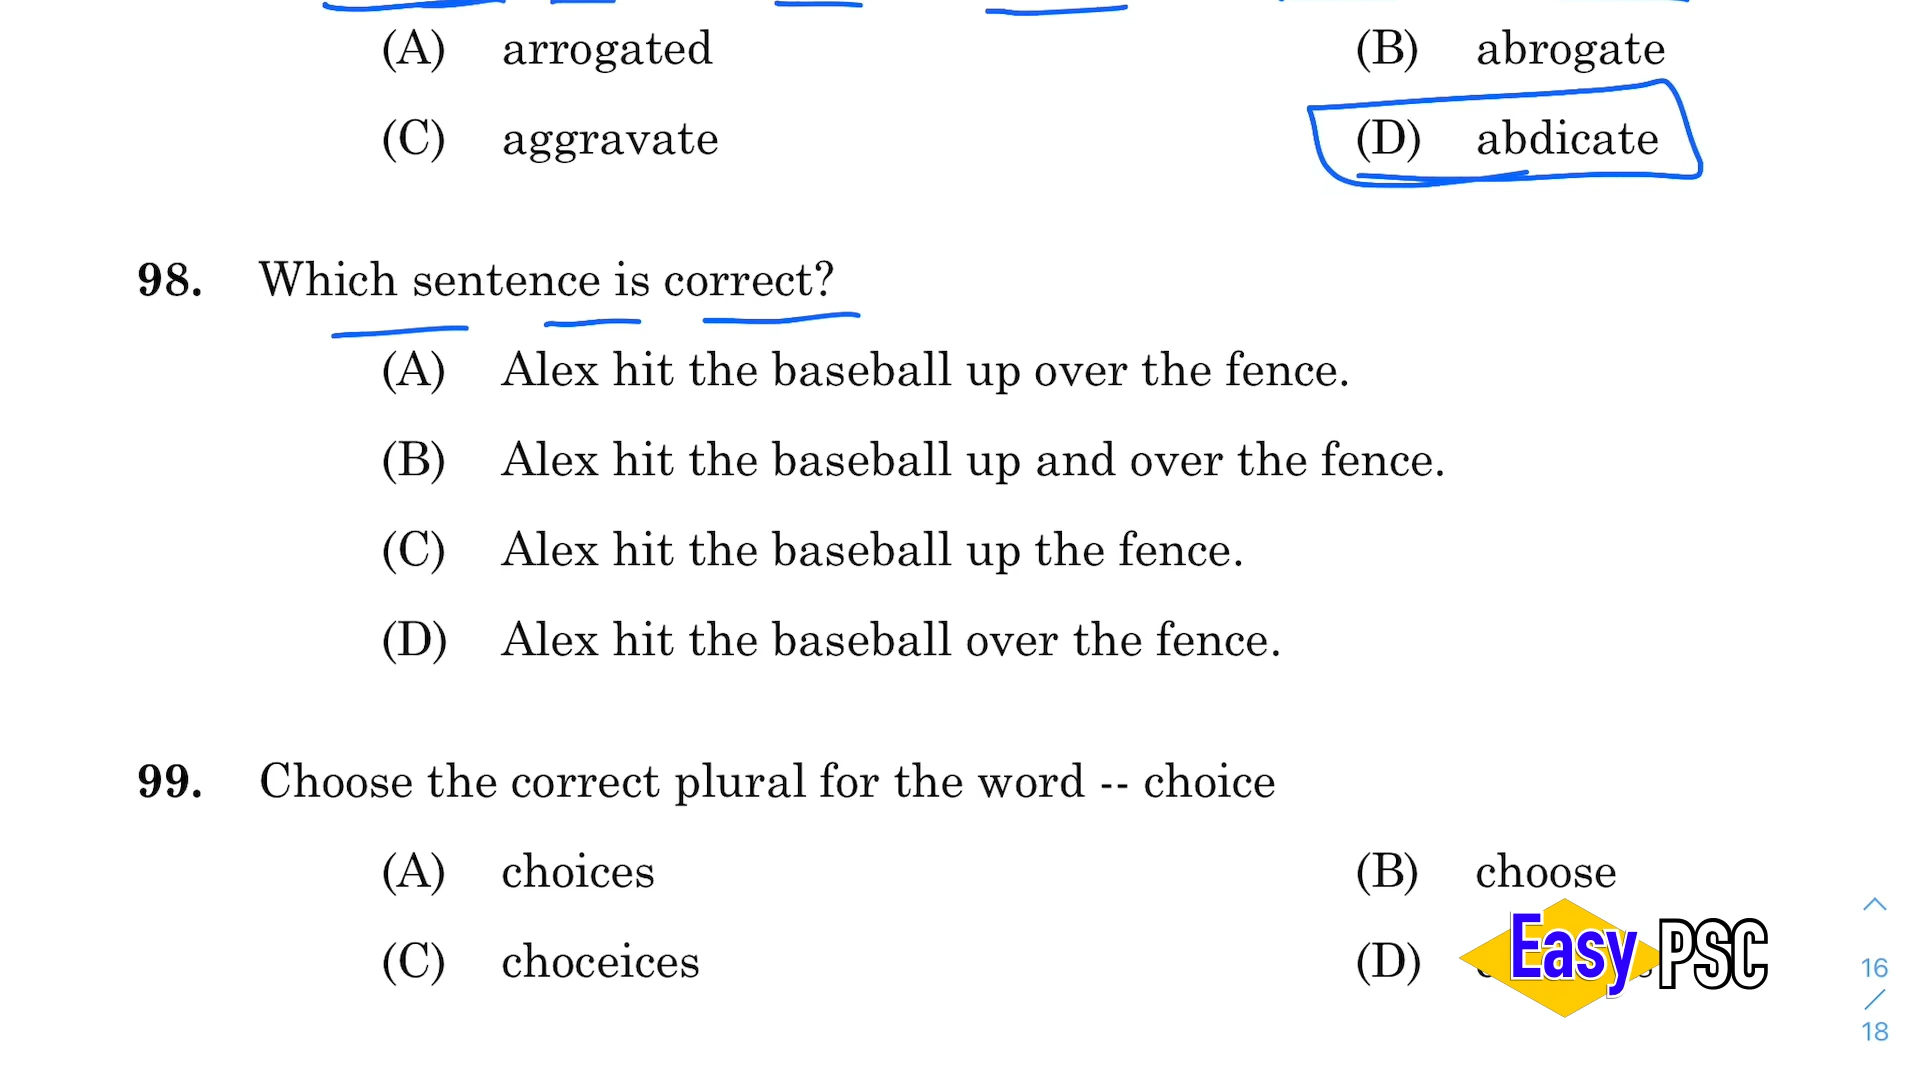 (A) arrogated (B) abrogate
(C) aggravate (D) abdicate
98. Which sentence is correct?
(A) Alex hit the baseball up over the fence.
(B) Alex hit the baseball up and over the fence.
(C) Alex hit the baseball up the fence.
(D) Alex hit the baseball over the fence.
99. Choose the correct plural for the word -- choice
(A) choices (B) choose
(C) choceices (D)
Easy PSC
16
/
18